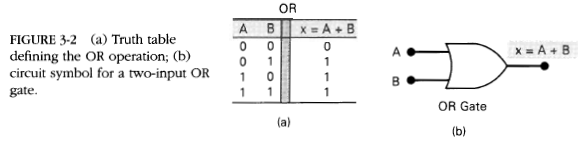 FIGURE 3-2 (a) Truth table
defining the OR operation; (b)
circuit symbol for a two-input OR
gate.
OR
A B x = A + B
0 0 0
0 1 1
1 0 1
1 1 1
(a)
A
B
x = A + B
OR Gate
(b)